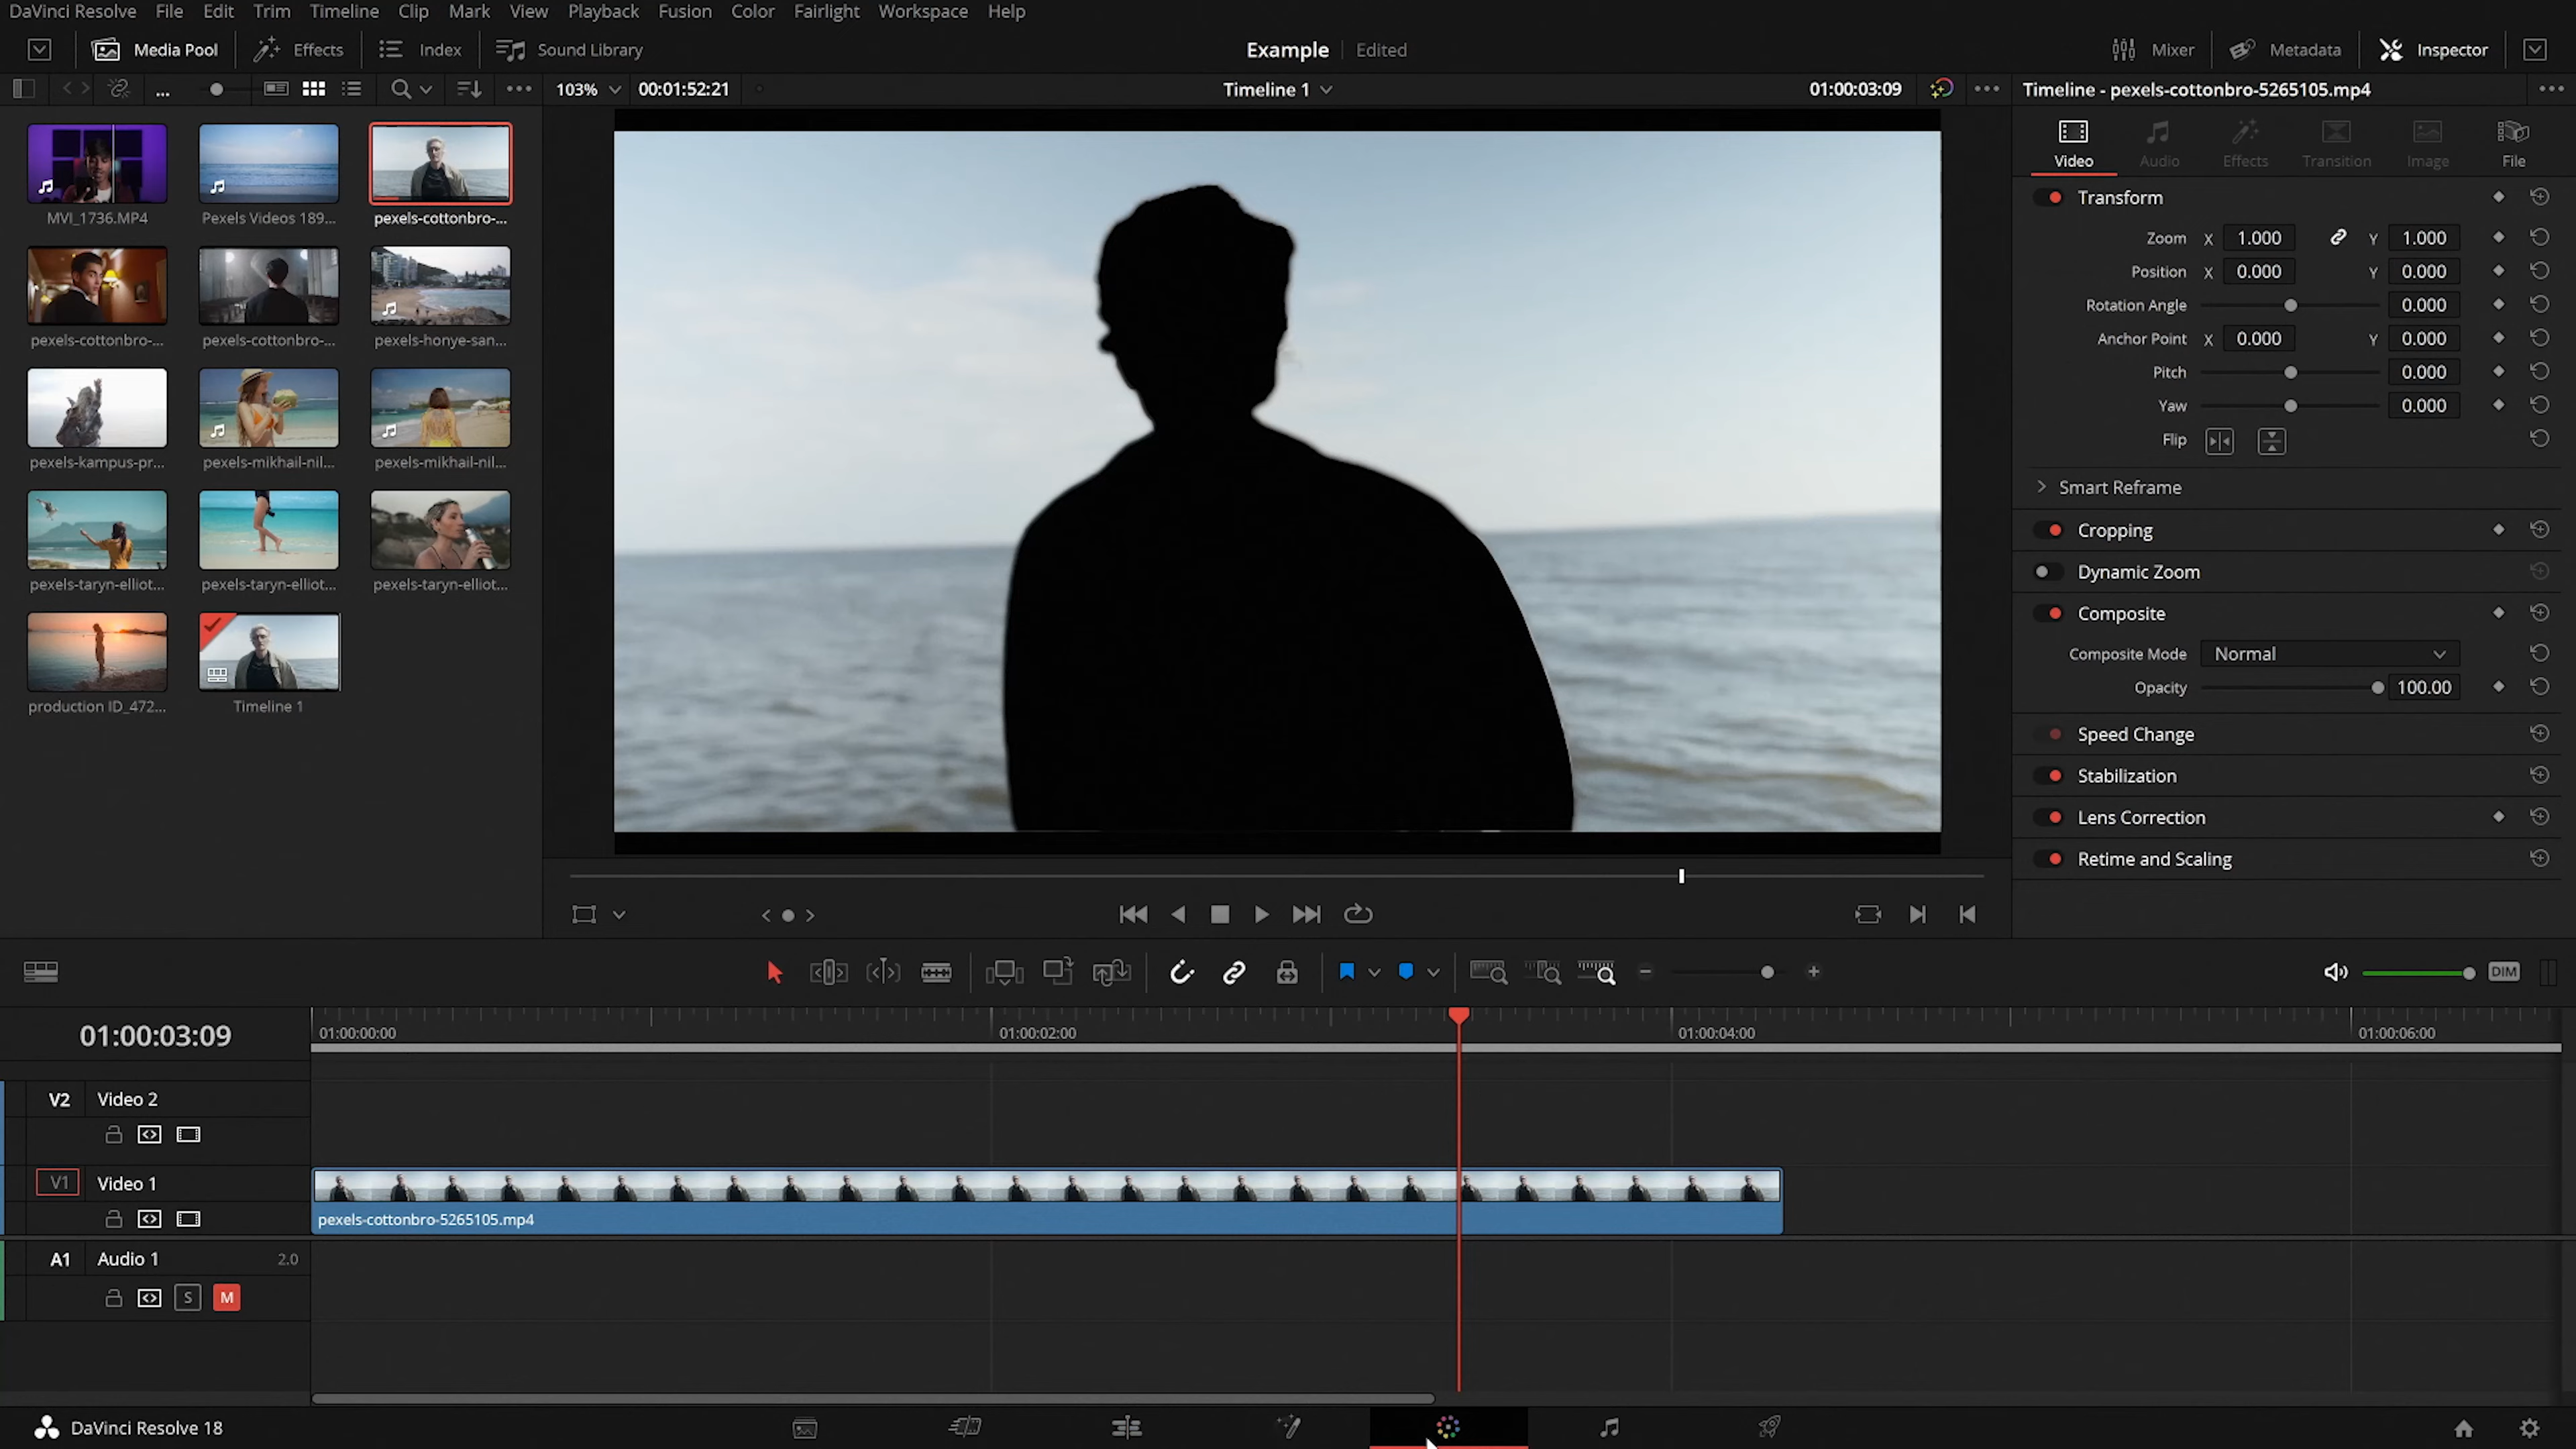 DaVinci Resolve File Edit Trim Timeline Clip Mark View Playback Fusion Color Fairlight Workspace Help
Media Pool Effects Index Sound Library Example Edited Mixer Metadata Inspector
... 103% 00:01:52:21 Timeline 1 01:00:03:09 Timeline - pexels-cottonbro-5265105.mp4
Video Audio Effects Transition Image File
MVI_1736.MP4 Pexels Videos 189... pexels-cottonbro-...
pexels-cottonbro-... pexels-cottonbro-... pexels-honye-san...
pexels-kampus-pr... pexels-mikhail-nil... pexels-mikhail-nil...
pexels-taryn-elliot... pexels-taryn-elliot... pexels-taryn-elliot...
production ID_472... Timeline 1
Transform
Zoom X 1.000 Y 1.000
Position X 0.000 Y 0.000
Rotation Angle 0.000
Anchor Point X 0.000 Y 0.000
Pitch 0.000
Yaw 0.000
Flip
Smart Reframe
Cropping
Dynamic Zoom
Composite
Composite Mode Normal
Opacity 100.00
Speed Change
Stabilization
Lens Correction
Retime and Scaling
DIM
01:00:03:09 01:00:00:00 01:00:02:00 01:00:04:00 01:00:06:00
V2 Video 2
V1 Video 1
pexels-cottonbro-5265105.mp4
A1 Audio 1 2.0
S M
DaVinci Resolve 18